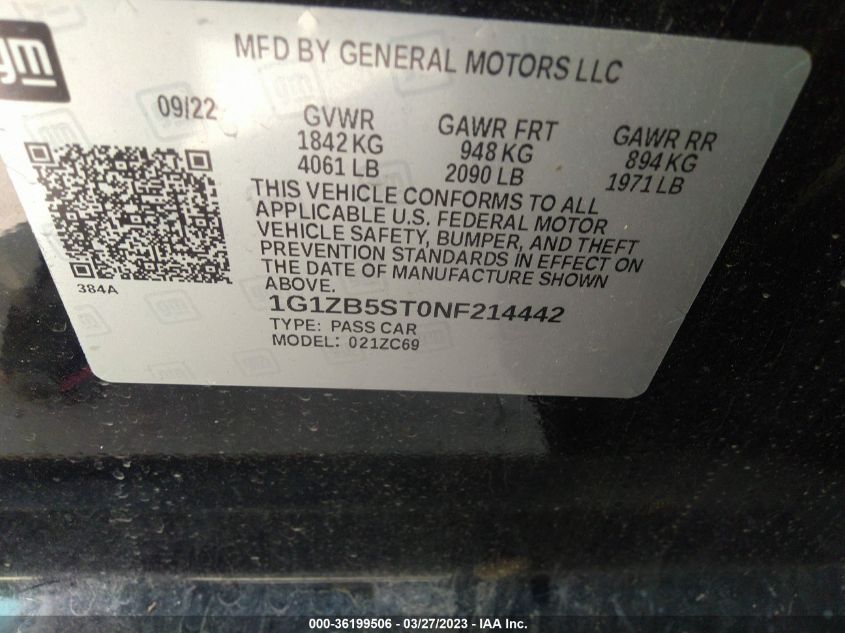 gm
MFD BY GENERAL MOTORS LLC
09/22
GVWR
1842 KG
4061 LB
GAWR FRT
948 KG
2090 LB
GAWR RR
894 KG
1971 LB
THIS VEHICLE CONFORMS TO ALL
APPLICABLE U.S. FEDERAL MOTOR
VEHICLE SAFETY, BUMPER, AND THEFT
PREVENTION STANDARDS IN EFFECT ON
THE DATE OF MANUFACTURE SHOWN
ABOVE.
384A
1G1ZB5ST0NF214442
TYPE: PASS CAR
MODEL: 021ZC69
000-36199506 — 03/27/2023 — IAA Inc.